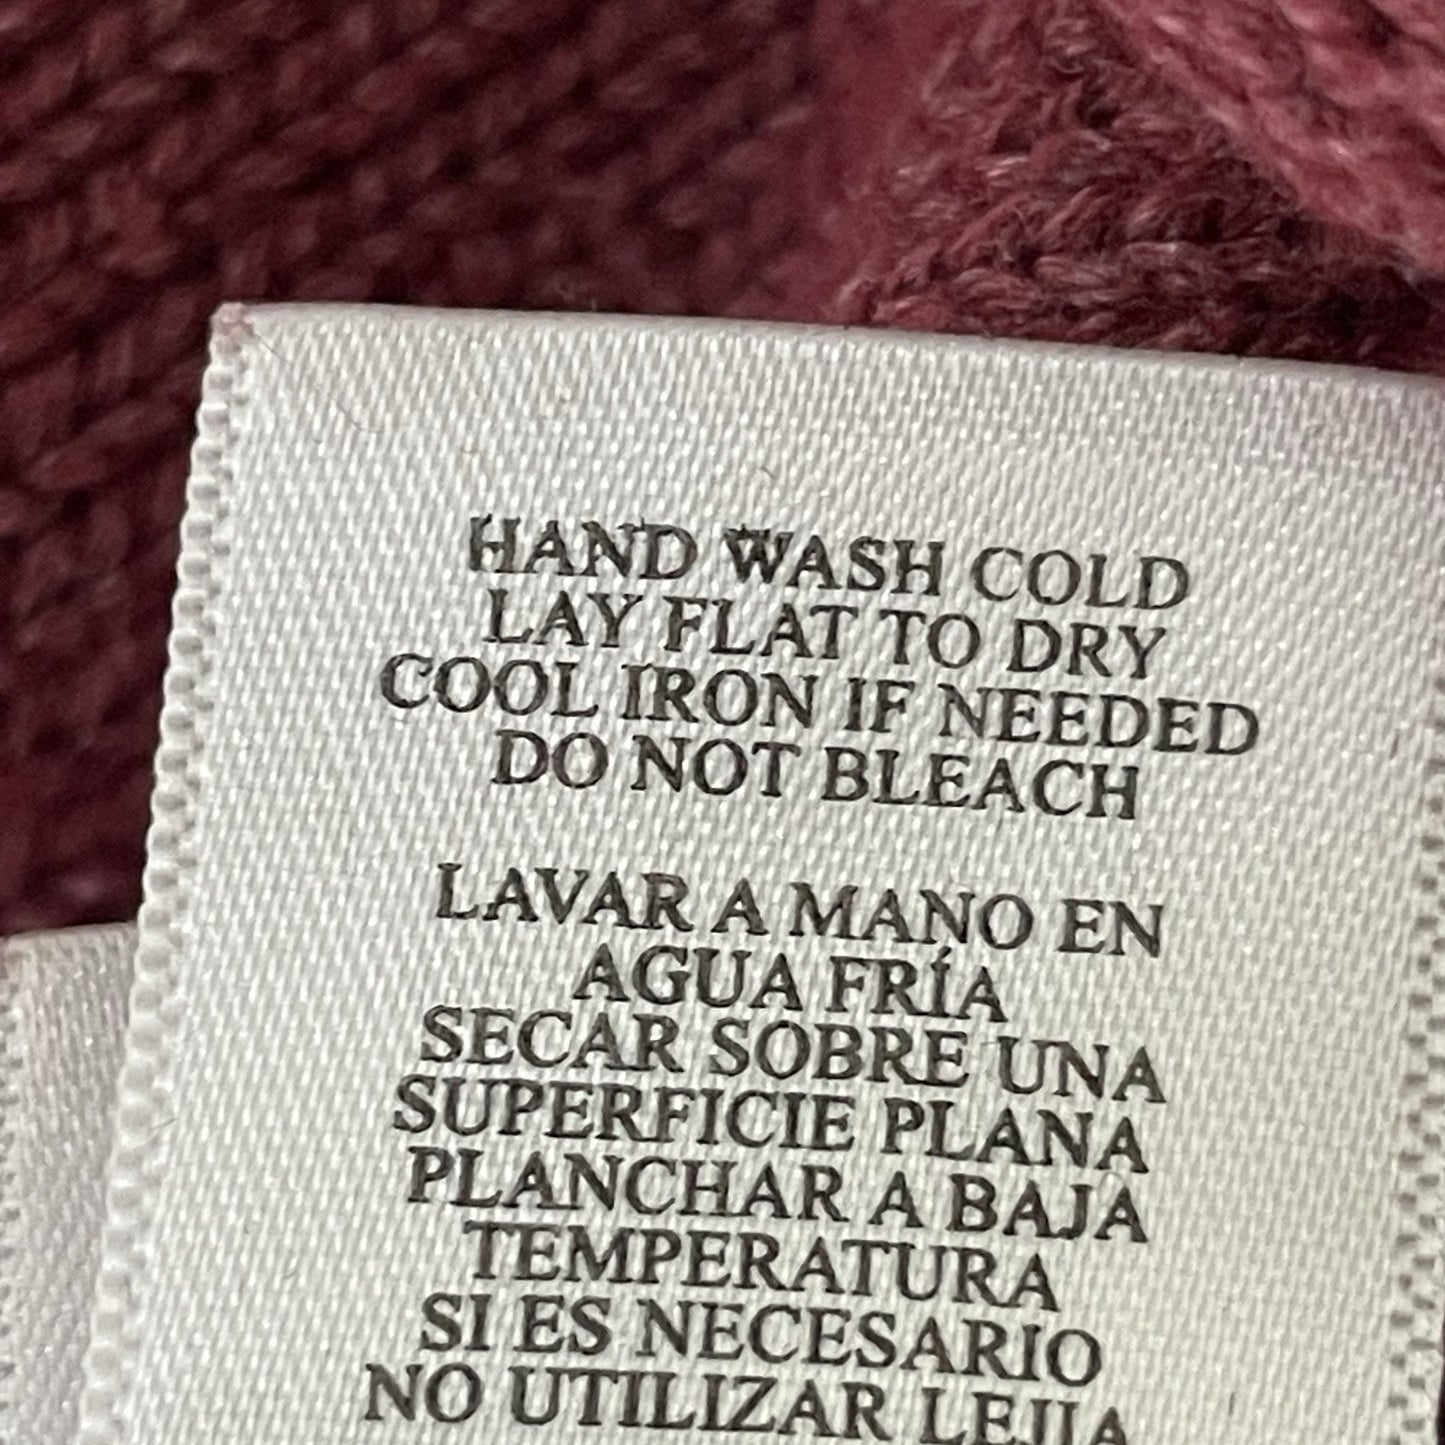 HAND WASH COLD
LAY FLAT TO DRY
COOL IRON IF NEEDED
DO NOT BLEACH
LAVAR A MANO EN
AGUA FRÍA
SECAR SOBRE UNA
SUPERFICIE PLANA
PLANCHAR A BAJA
TEMPERATURA
SI ES NECESARIO
NO UTILIZAR LEJIA